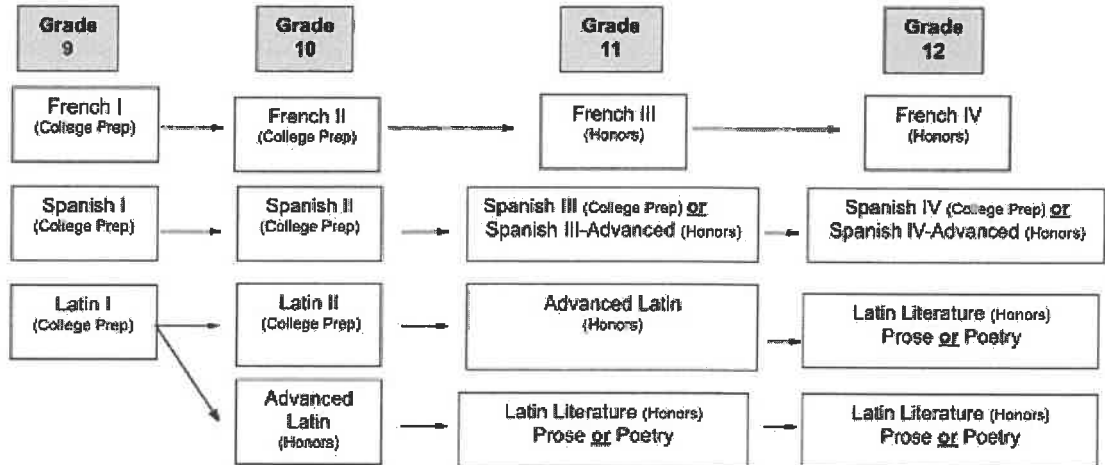 Grade
9
Grade
10
Grade
11
Grade
12
French I
(College Prep)
French II
(College Prep)
French III
(Honors)
French IV
(Honors)
Spanish I
(College Prep)
Spanish II
(College Prep)
Spanish III (College Prep) or
Spanish III-Advanced (Honors)
Spanish IV (College Prep) or
Spanish IV-Advanced (Honors)
Latin I
(College Prep)
Latin II
(College Prep)
Advanced Latin
(Honors)
Latin Literature (Honors)
Prose or Poetry
Advanced
Latin
(Honors)
Latin Literature (Honors)
Prose or Poetry
Latin Literature (Honors)
Prose or Poetry